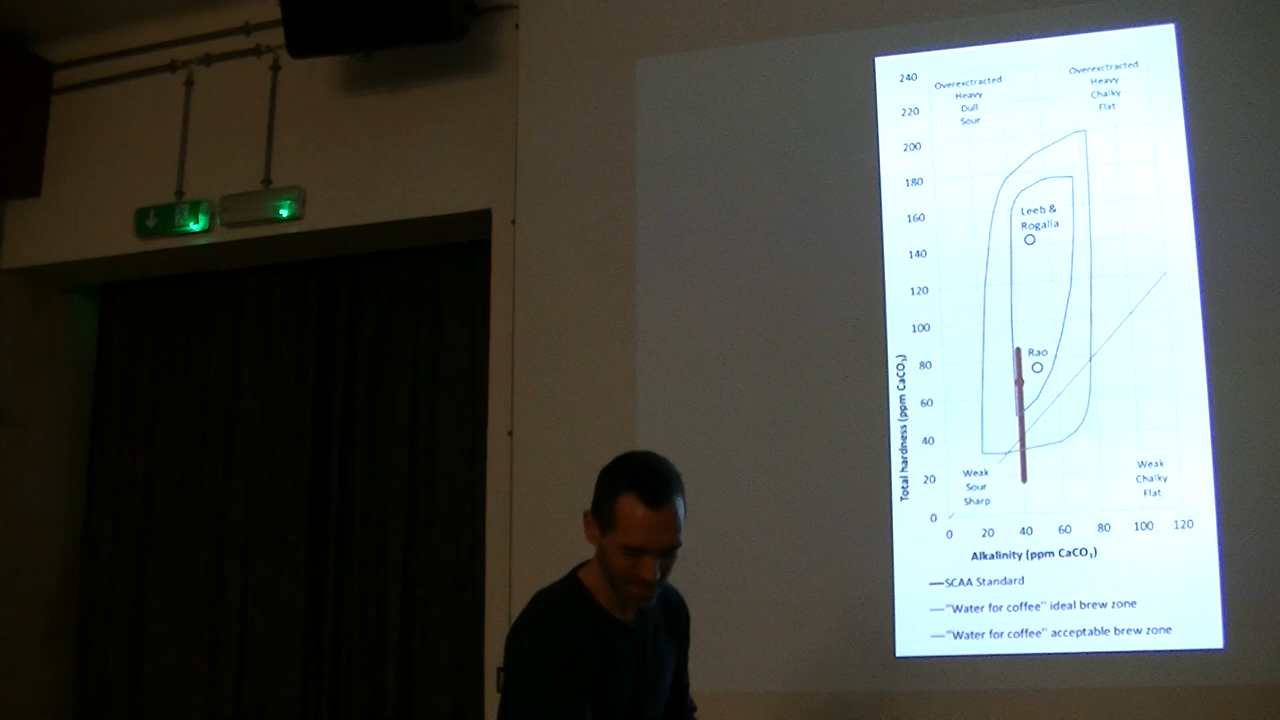 240
220
200
180
160
140
120
100
80
60
40
20
0
Total hardness (ppm CaCO₃)
Overexctracted
Heavy
Dull
Sour
Overexctracted
Heavy
Chalky
Flat
Leeb &
Rogalla
Rao
Weak
Sour
Sharp
Weak
Chalky
Flat
0 20 40 60 80 100 120
Alkalinity (ppm CaCO₃)
SCAA Standard
"Water for coffee" ideal brew zone
"Water for coffee" acceptable brew zone